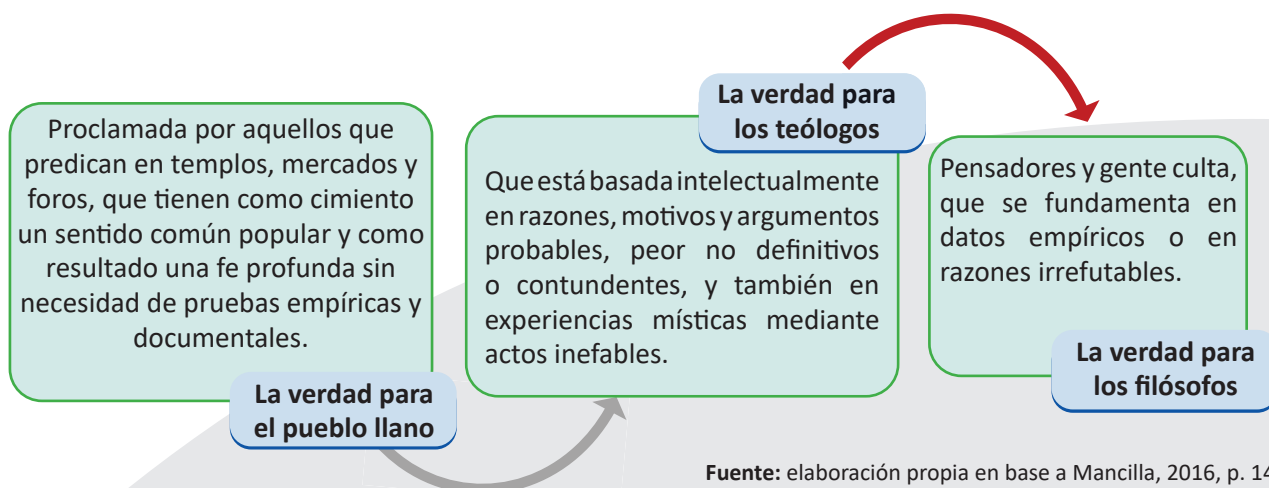 Proclamada por aquellos que
predican en templos, mercados y
foros, que tienen como cimiento
un sentido común popular y como
resultado una fe profunda sin
necesidad de pruebas empíricas y
documentales.
La verdad para
el pueblo llano
La verdad para
los teólogos
Que está basada intelectualmente
en razones, motivos y argumentos
probables, peor no definitivos
o contundentes, y también en
experiencias místicas mediante
actos inefables.
Pensadores y gente culta,
que se fundamenta en
datos empíricos o en
razones irrefutables.
La verdad para
los filósofos
Fuente: elaboración propia en base a Mancilla, 2016, p. 14